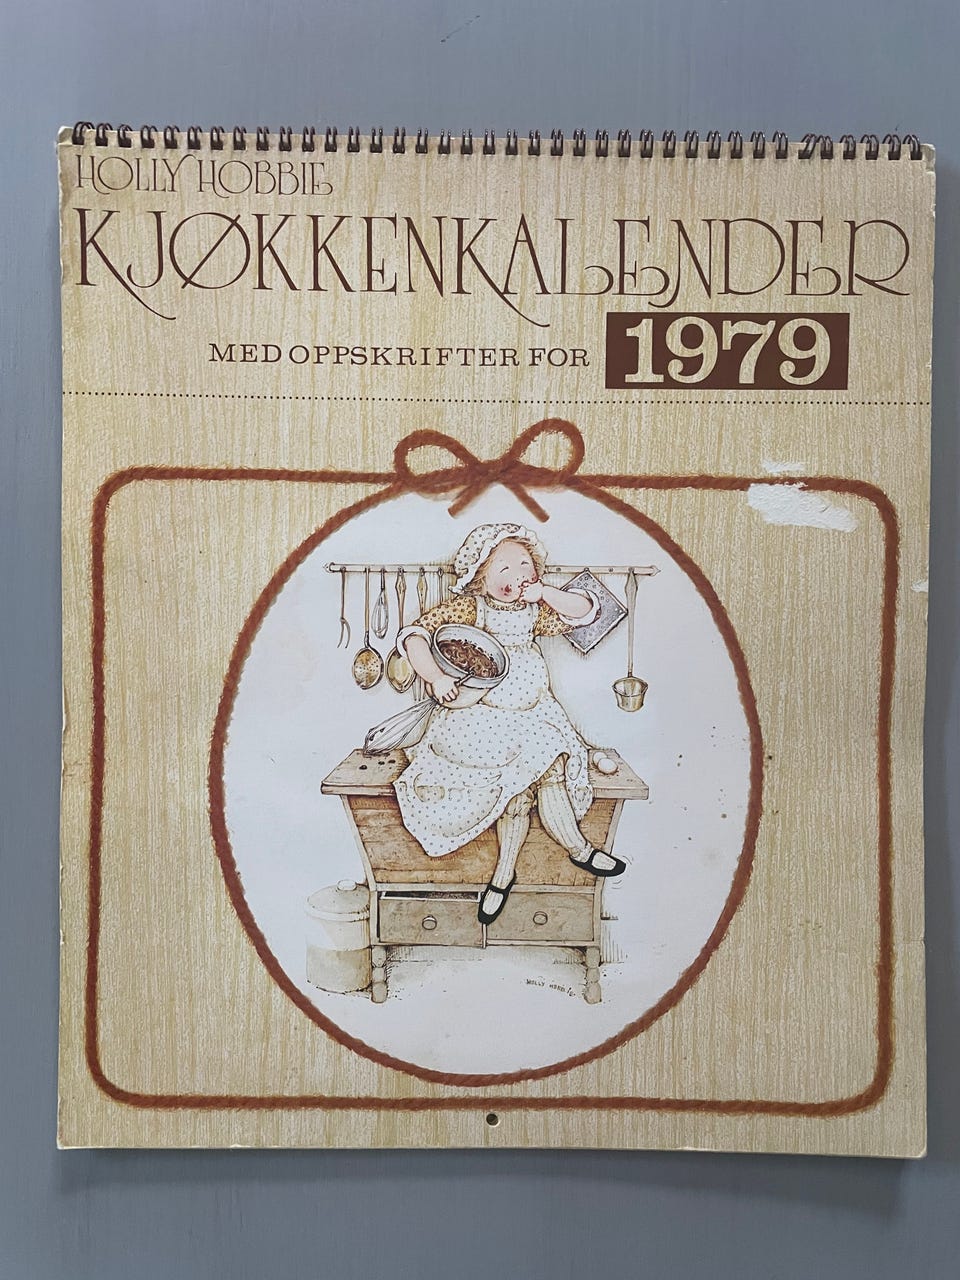 HOLLY HOBBIE
KJØKKENKALENDER
MED OPPSKRIFTER FOR 1979
HOLLY HOBBIE